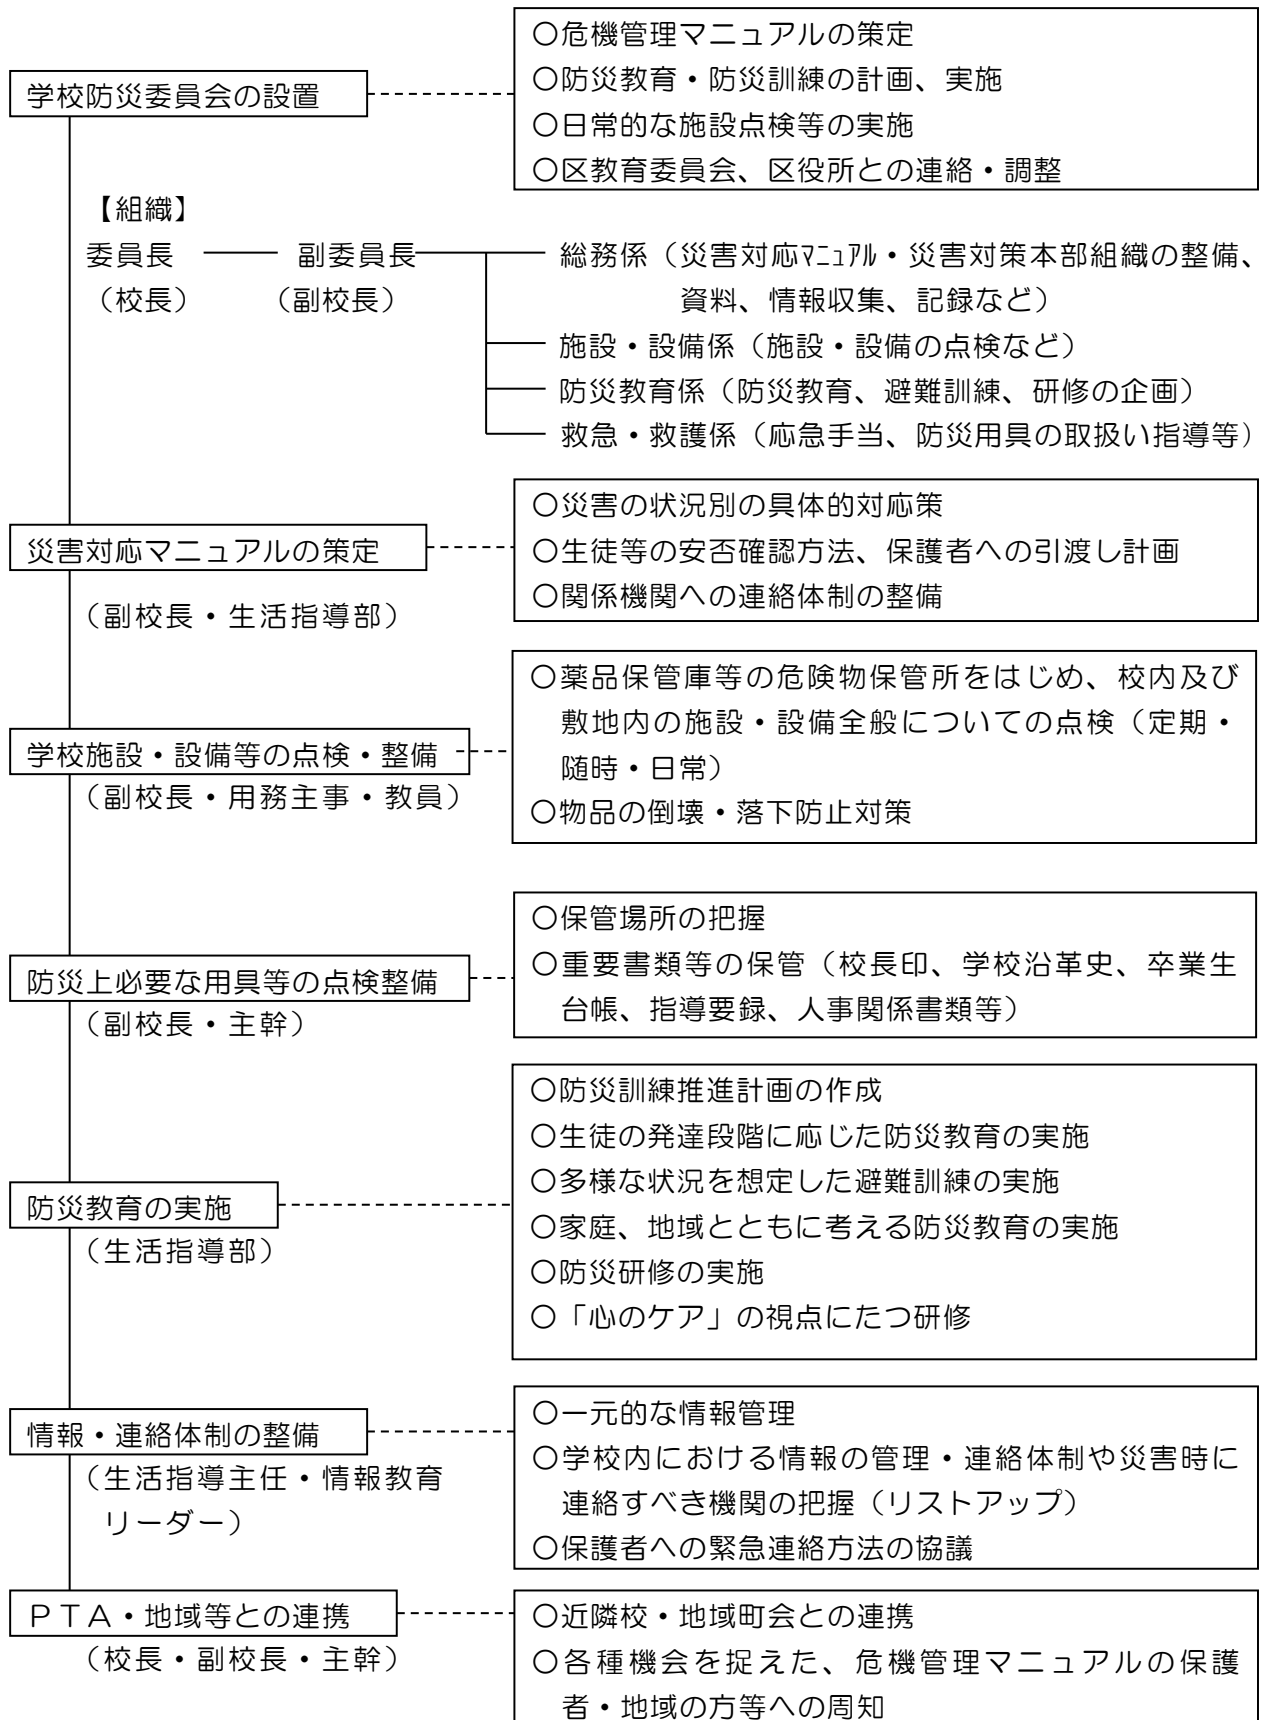 学校防災委員会の設置
〇危機管理マニュアルの策定
〇防災教育・防災訓練の計画、実施
〇日常的な施設点検等の実施
〇区教育委員会、区役所との連絡・調整
【組織】
委員長 副委員長 総務係（災害対応ﾏﾆｭｱﾙ・災害対策本部組織の整備、
（校長） （副校長） 資料、情報収集、記録など）
施設・設備係（施設・設備の点検など）
防災教育係（防災教育、避難訓練、研修の企画）
救急・救護係（応急手当、防災用具の取扱い指導等）
災害対応マニュアルの策定
（副校長・生活指導部）
〇災害の状況別の具体的対応策
〇生徒等の安否確認方法、保護者への引渡し計画
〇関係機関への連絡体制の整備
学校施設・設備等の点検・整備
（副校長・用務主事・教員）
〇薬品保管庫等の危険物保管所をはじめ、校内及び
敷地内の施設・設備全般についての点検（定期・
随時・日常）
〇物品の倒壊・落下防止対策
防災上必要な用具等の点検整備
（副校長・主幹）
〇保管場所の把握
〇重要書類等の保管（校長印、学校沿革史、卒業生
台帳、指導要録、人事関係書類等）
防災教育の実施
（生活指導部）
〇防災訓練推進計画の作成
〇生徒の発達段階に応じた防災教育の実施
〇多様な状況を想定した避難訓練の実施
〇家庭、地域とともに考える防災教育の実施
〇防災研修の実施
〇「心のケア」の視点にたつ研修
情報・連絡体制の整備
（生活指導主任・情報教育
リーダー）
〇一元的な情報管理
〇学校内における情報の管理・連絡体制や災害時に
連絡すべき機関の把握（リストアップ）
〇保護者への緊急連絡方法の協議
ＰＴＡ・地域等との連携
（校長・副校長・主幹）
〇近隣校・地域町会との連携
〇各種機会を捉えた、危機管理マニュアルの保護
者・地域の方等への周知